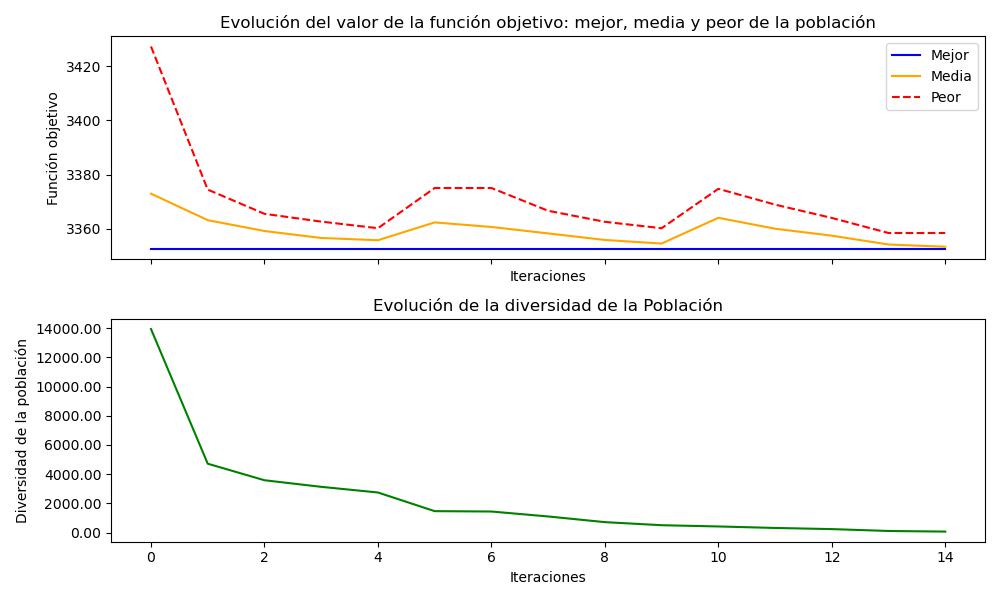 Evolución del valor de la función objetivo: mejor, media y peor de la población
Función objetivo
3420
3400
3380
3360
Mejor
Media
Peor
Iteraciones
Evolución de la diversidad de la Población
Diversidad de la población
14000.00
12000.00
10000.00
8000.00
6000.00
4000.00
2000.00
0.00
0 2 4 6 8 10 12 14
Iteraciones